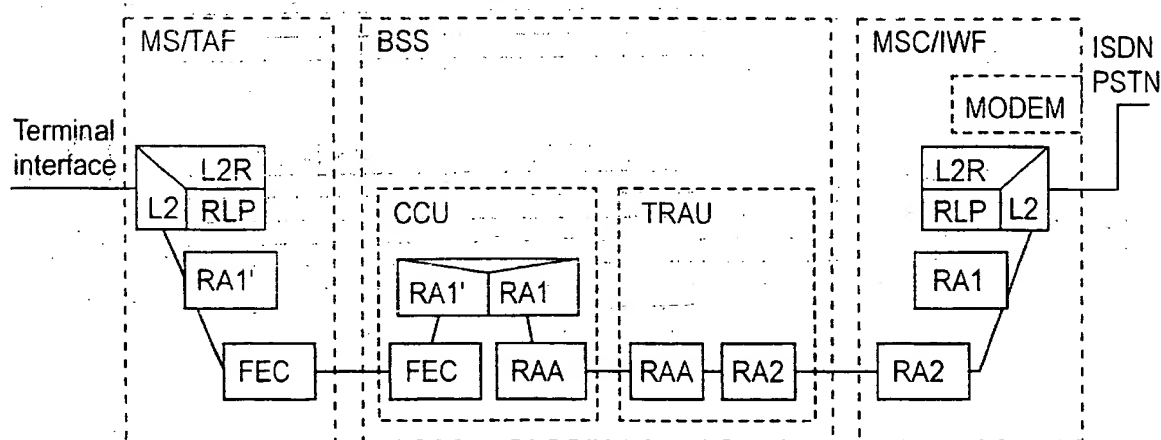 MS/TAF
BSS
MSC/IWF
ISDN
PSTN
MODEM
Terminal
interface
L2R
L2
RLP
L2R
RLP
L2
CCU
TRAU
RA1'
RA1'
RA1
RA1
FEC
FEC
RAA
RAA
RA2
RA2